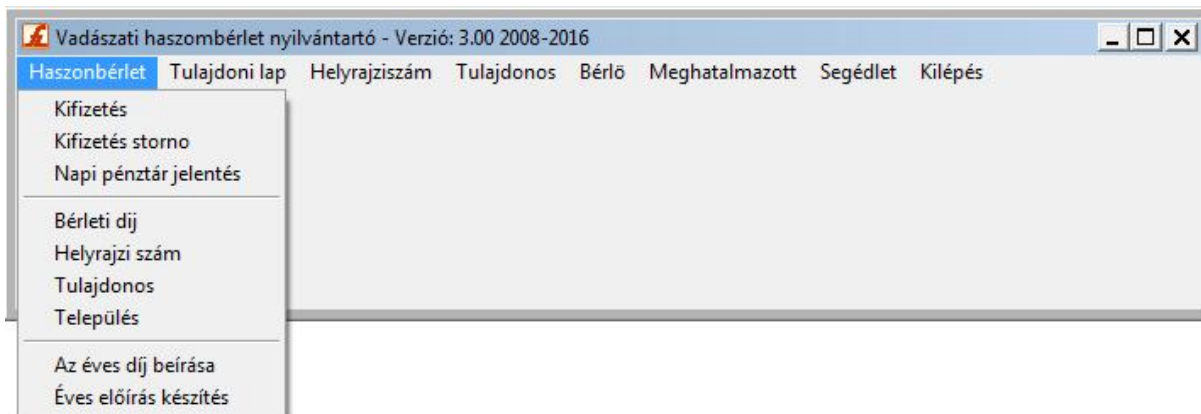 Vadászati haszombérlet nyilvántartó - Verzió: 3.00 2008-2016
Haszonbérlet Tulajdoni lap Helyrajziszám Tulajdonos Bérlö Meghatalmazott Segédlet Kilépés
Kifizetés
Kifizetés storno
Napi pénztár jelentés
Bérleti dij
Helyrajzi szám
Tulajdonos
Település
Az éves díj beírása
Éves előírás készítés